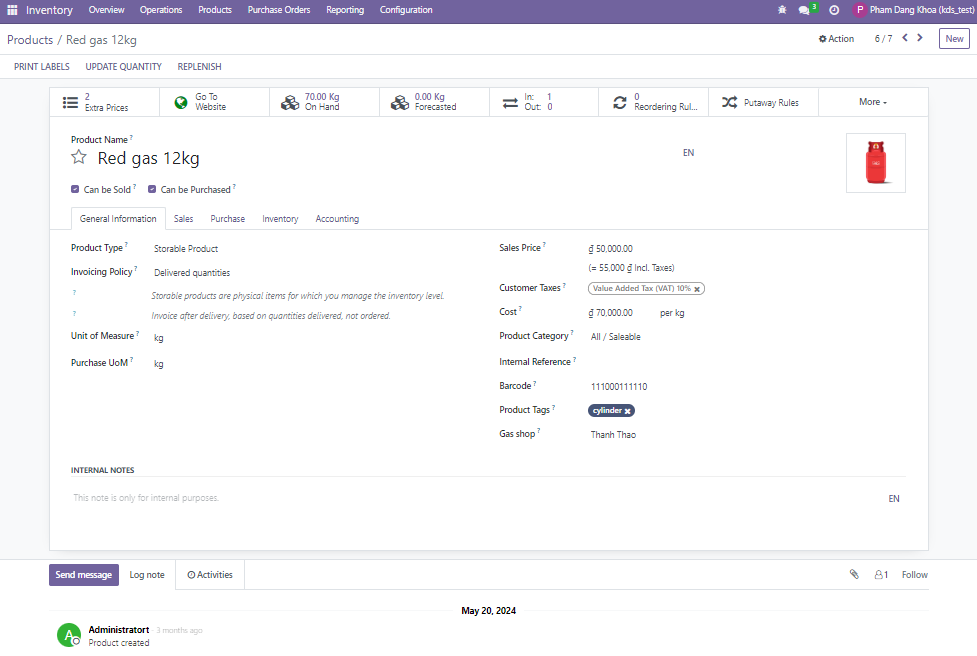 Inventory Overview Operations Products Purchase Orders Reporting Configuration 3 P Pham Dang Khoa (kds_test)
Products / Red gas 12kg Action 6 / 7 New
PRINT LABELS UPDATE QUANTITY REPLENISH
2 Extra Prices
Go To Website
70.00 Kg On Hand
0.00 Kg Forecasted
In: 1 Out: 0
0 Reordering Rul...
Putaway Rules
More
Product Name ?
Red gas 12kg EN
Can be Sold ? Can be Purchased ?
General Information Sales Purchase Inventory Accounting
Product Type ? Storable Product
Invoicing Policy ? Delivered quantities
? Storable products are physical items for which you manage the inventory level.
? Invoice after delivery, based on quantities delivered, not ordered.
Unit of Measure ? kg
Purchase UoM ? kg
Sales Price ? ₫ 50,000.00
(= 55,000 ₫ Incl. Taxes)
Customer Taxes ? Value Added Tax (VAT) 10% ×
Cost ? ₫ 70,000.00 per kg
Product Category ? All / Saleable
Internal Reference ?
Barcode ? 111000111110
Product Tags ? cylinder ×
Gas shop ? Thanh Thao
INTERNAL NOTES
This note is only for internal purposes. EN
Send message Log note Activities 1 Follow
May 20, 2024
A Administratort - 3 months ago
Product created